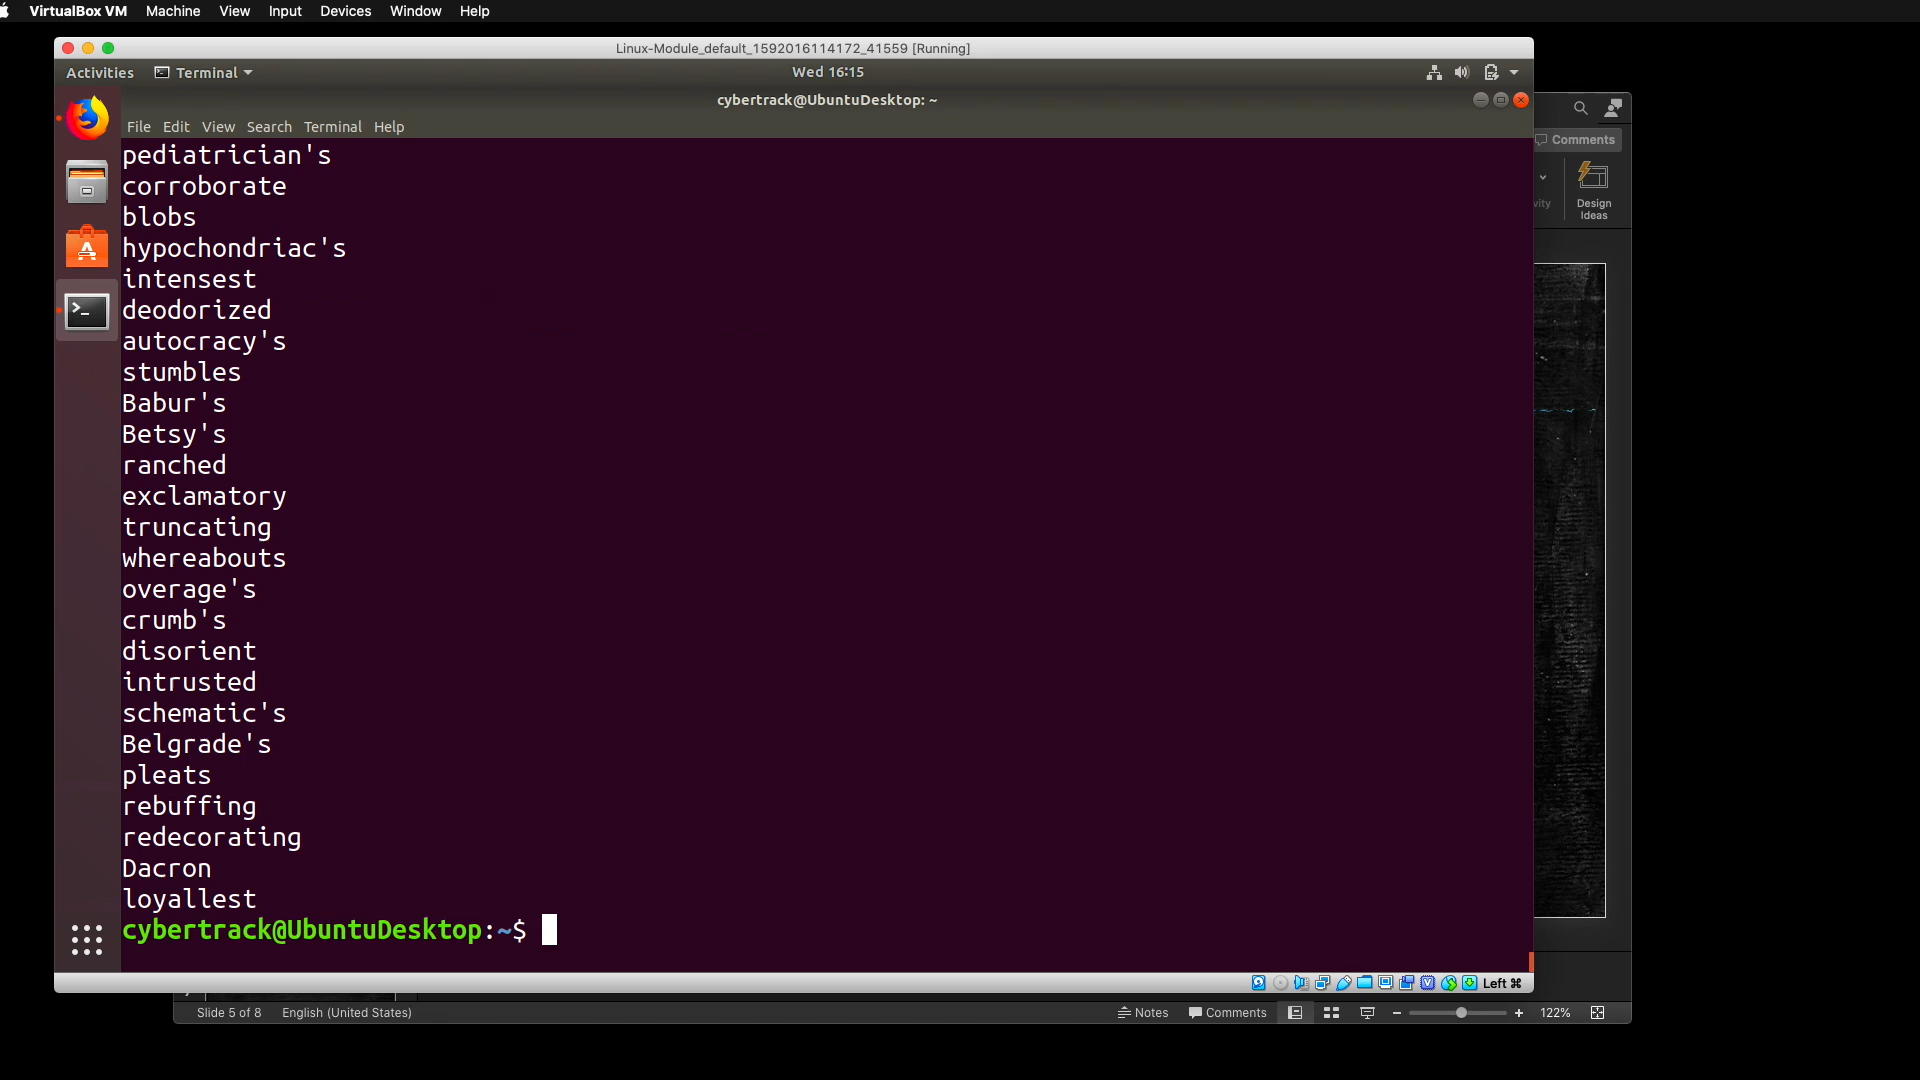 VirtualBox VM Machine View Input Devices Window Help
Linux-Module_default_1592016114172_41559 [Running]
Activities Terminal Wed 16:15
cybertrack@UbuntuDesktop: ~
File Edit View Search Terminal Help
pediatrician's
corroborate
blobs
hypochondriac's
intensest
deodorized
autocracy's
stumbles
Babur's
Betsy's
ranched
exclamatory
truncating
whereabouts
overage's
crumb's
disorient
intrusted
schematic's
Belgrade's
pleats
rebuffing
redecorating
Dacron
loyallest
cybertrack@UbuntuDesktop:~$
Left ⌘
Comments
vity
Design
Ideas
Slide 5 of 8 English (United States) Notes Comments 122%